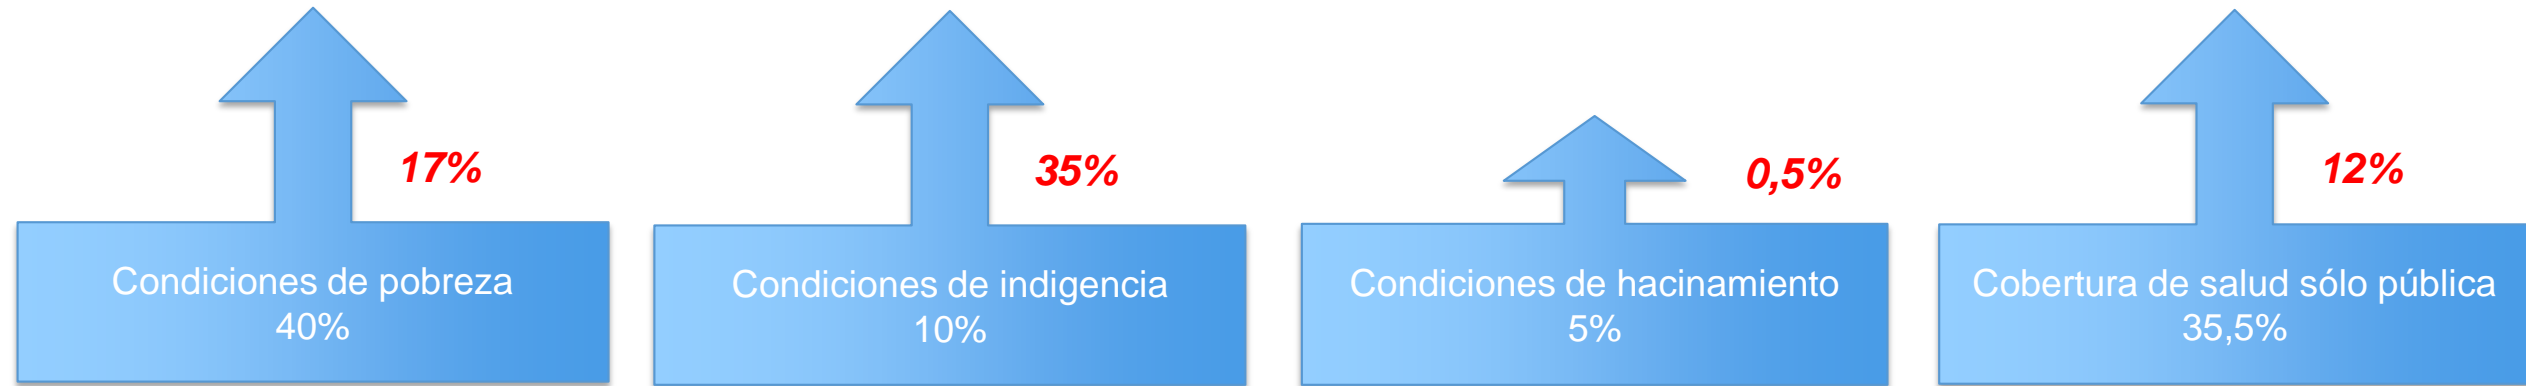 17%
Condiciones de pobreza
40%
35%
Condiciones de indigencia
10%
0,5%
Condiciones de hacinamiento
5%
12%
Cobertura de salud sólo pública
35,5%